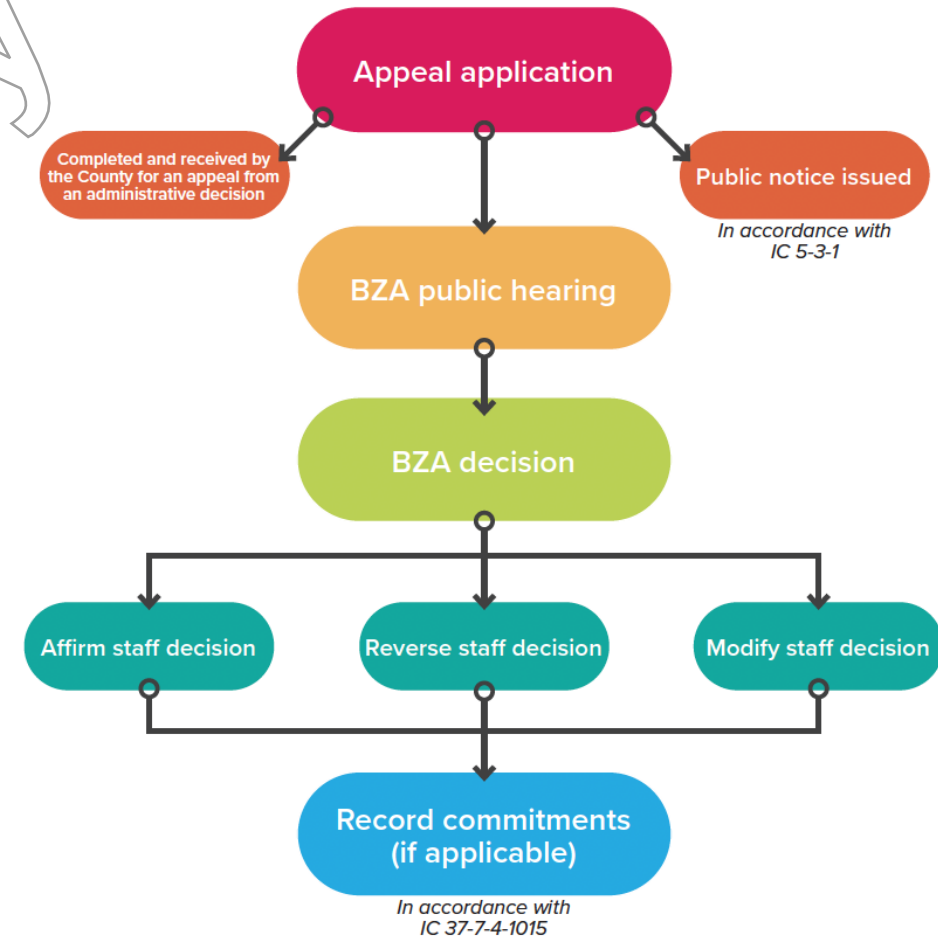 Appeal application
Completed and received by
the County for an appeal from
an administrative decision
Public notice issued
In accordance with
IC 5-3-1
BZA public hearing
BZA decision
Affirm staff decision
Reverse staff decision
Modify staff decision
Record commitments
(if applicable)
In accordance with
IC 37-7-4-1015